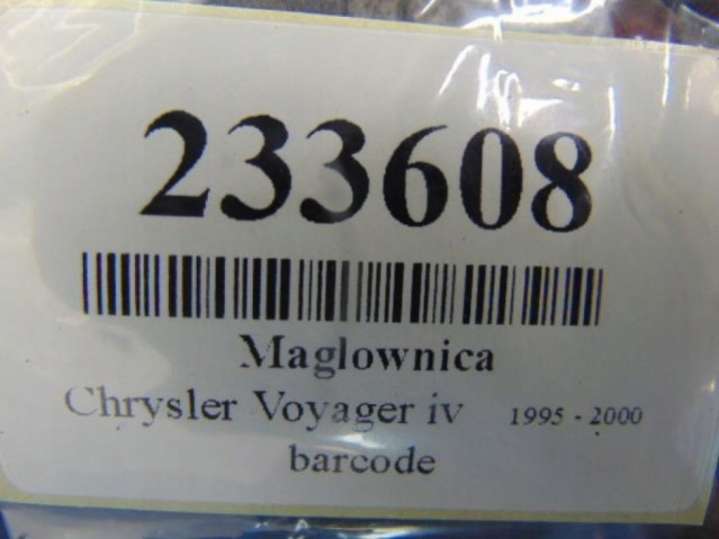 233608
Maglownica
Chrysler Voyager iv 1995 - 2000
barcode